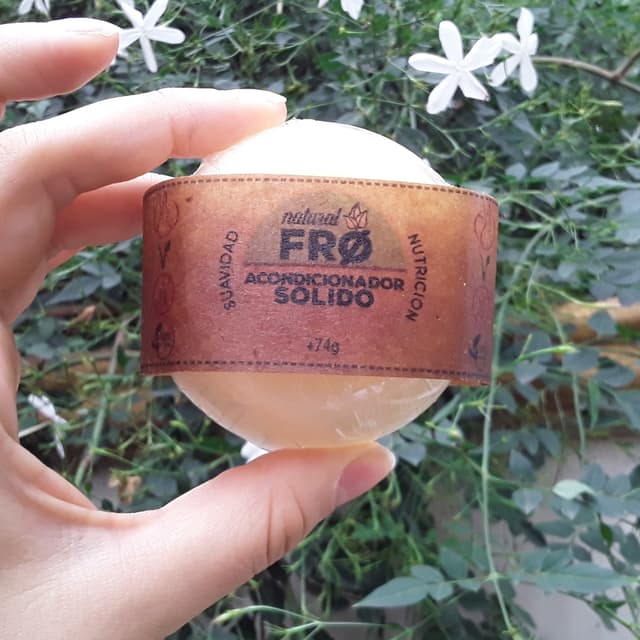 natural
FRØ
SUAVIDAD
NUTRICION
ACONDICIONADOR
SOLIDO
+74g